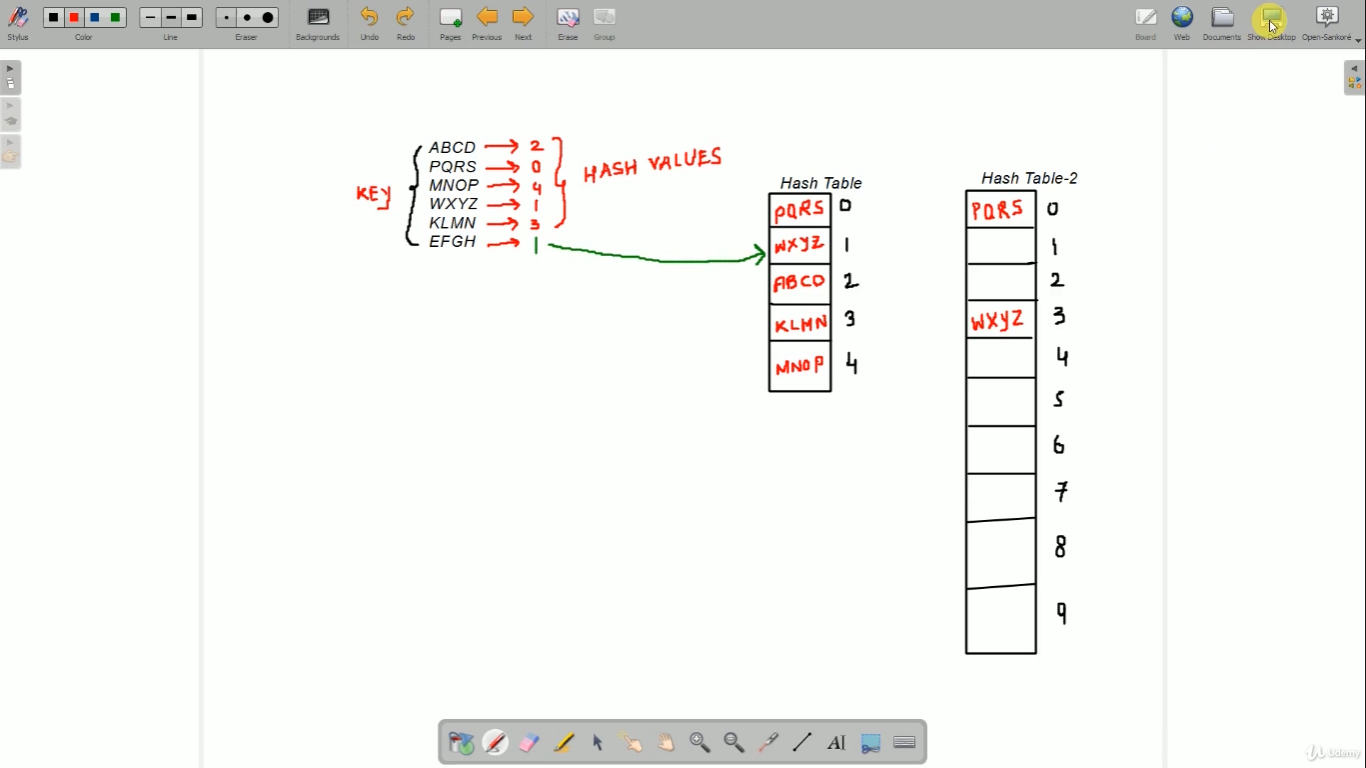 Stylus
Color
Line
Eraser
Backgrounds
Undo
Redo
Pages
Previous
Next
Erase
Group
Board
Web
Documents
Show Desktop
Open-Sankoré
KEY
ABCD 2
PQRS 0
MNOP 4
WXYZ 1
KLMN 3
EFGH 1
HASH VALUES
Hash Table
PQRS 0
WXYZ 1
ABCD 2
KLMN 3
MNOP 4
Hash Table-2
PQRS 0
1
2
WXYZ 3
4
5
6
7
8
9
AI
Udemy